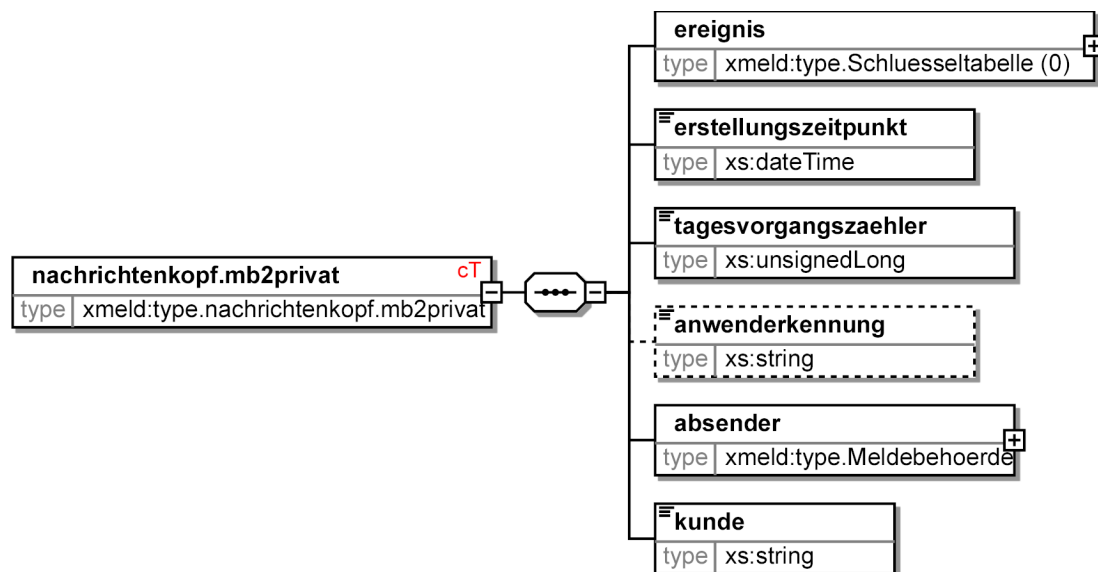 ereignis
type xmeld:type.Schluesseltabelle (0)
erstellungszeitpunkt
type xs:dateTime
tagesvorgangszaehler
type xs:unsignedLong
nachrichtenkopf.mb2privat cT
type xmeld:type.nachrichtenkopf.mb2privat
anwenderkennung
type xs:string
absender
type xmeld:type.Meldebehoerde
kunde
type xs:string